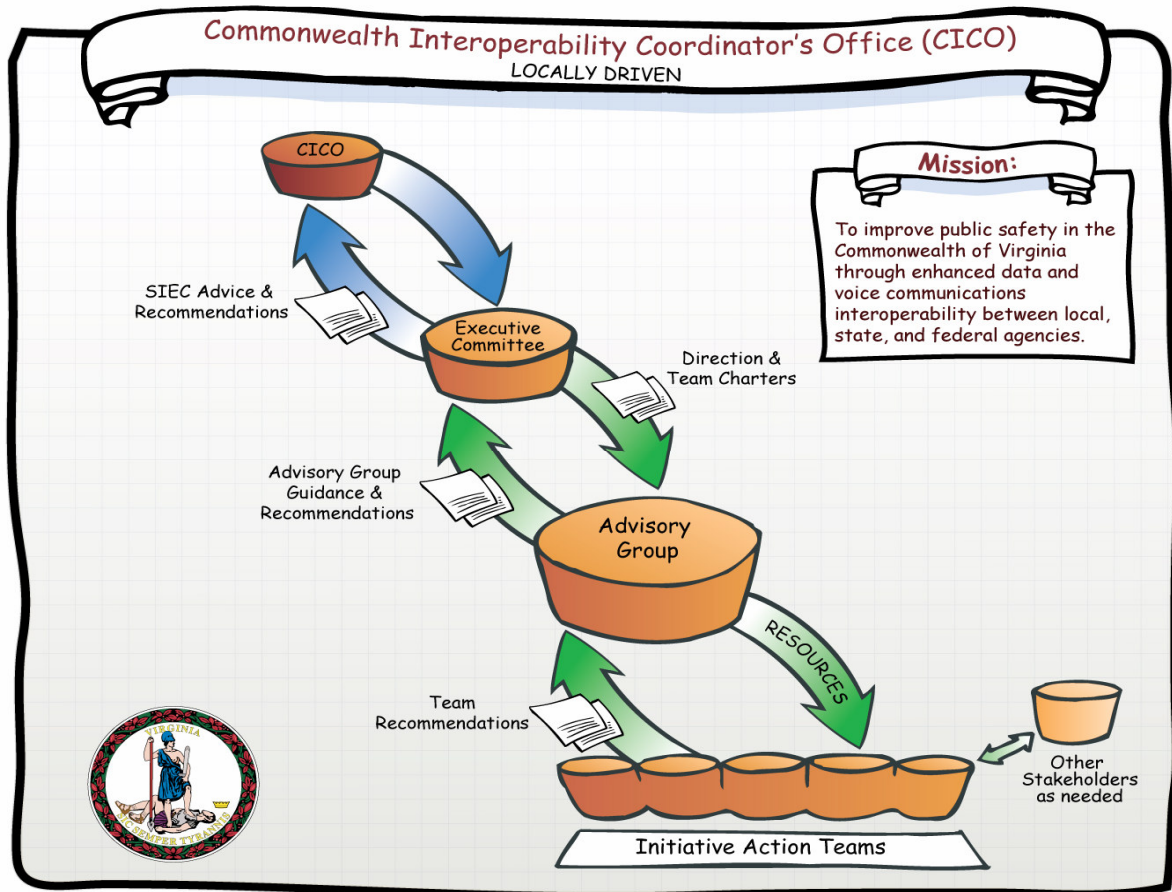 Commonwealth Interoperability Coordinator's Office (CICO)
LOCALLY DRIVEN
CICO
Mission:
To improve public safety in the
Commonwealth of Virginia
through enhanced data and
voice communications
interoperability between local,
state, and federal agencies.
SIEC Advice &
Recommendations
Executive
Committee
Direction &
Team Charters
Advisory Group
Guidance &
Recommendations
Advisory
Group
RESOURCES
Team
Recommendations
Other
Stakeholders
as needed
Initiative Action Teams
VIRGINIA
SIC SEMPER TYRANNIS